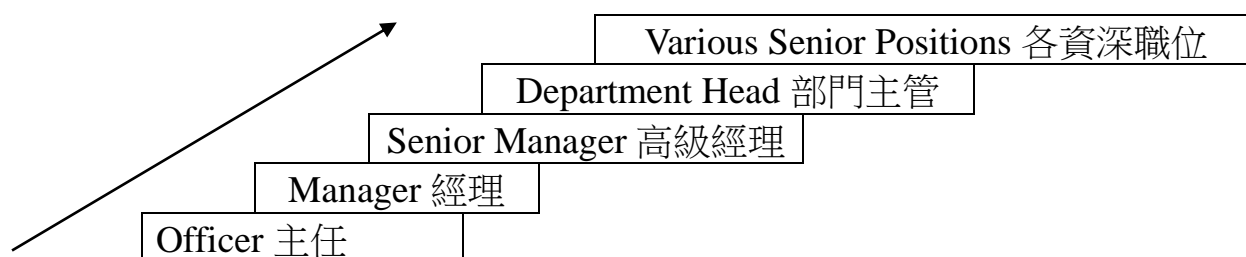 Various Senior Positions 各資深職位
Department Head 部門主管
Senior Manager 高級經理
Manager 經理
Officer 主任